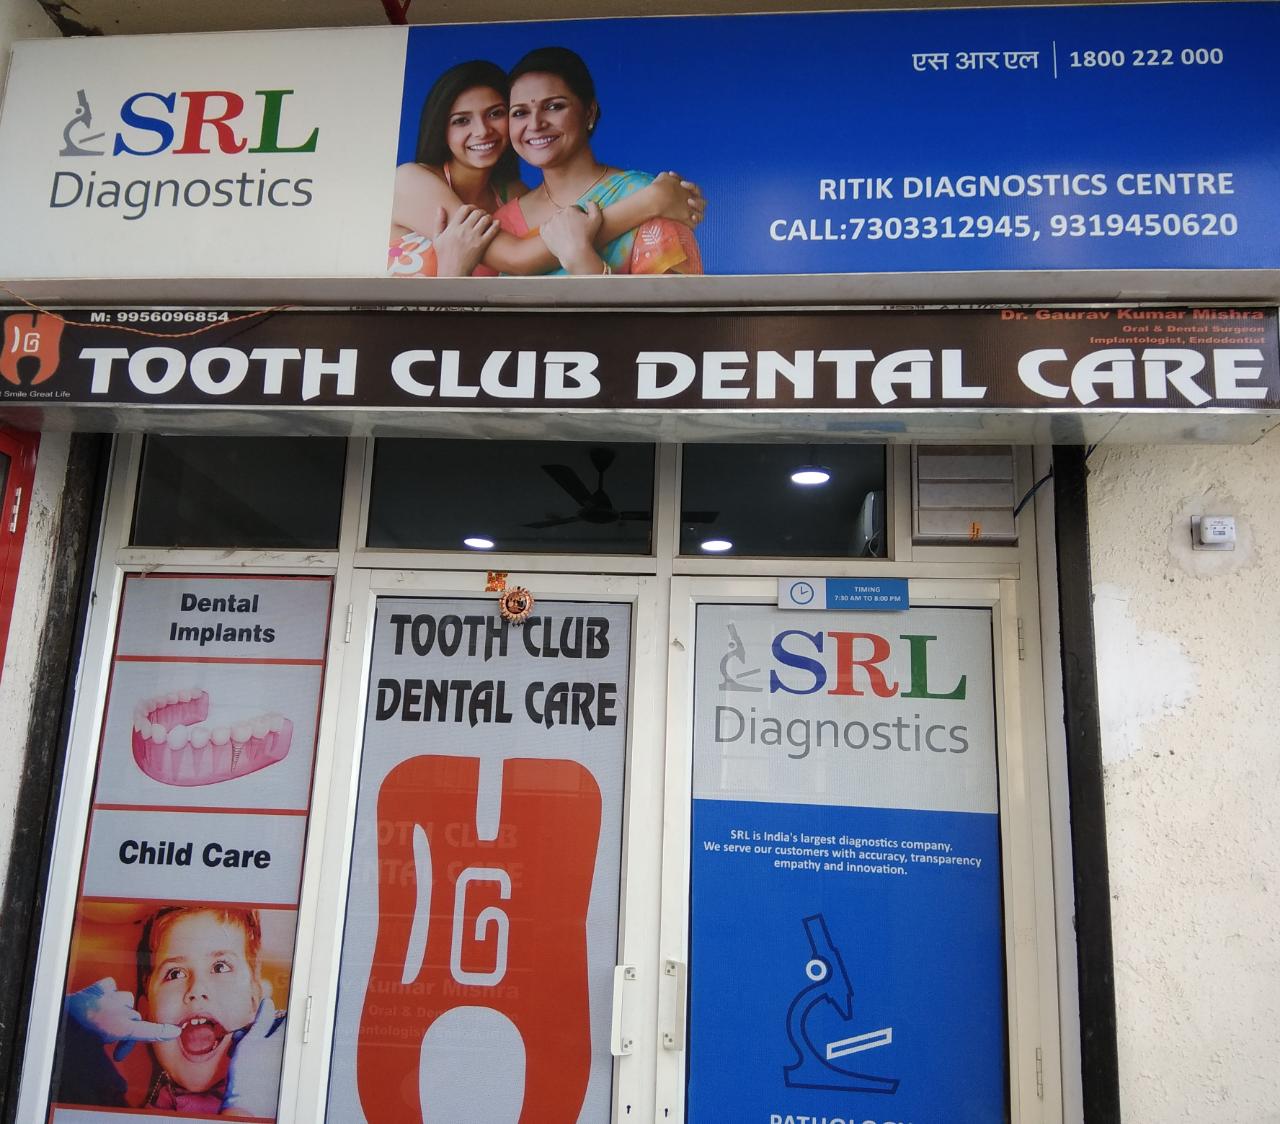 SRL
Diagnostics
एस आर एल | 1800 222 000
RITIK DIAGNOSTICS CENTRE
CALL:7303312945, 9319450620
M: 9956096854
Dr. Gaurav Kumar Mishra
Oral & Dental Surgeon
Implantologist, Endodontist
G
Smile Great Life
TOOTH CLUB DENTAL CARE
Dental
Implants
Child Care
TOOTH CLUB
DENTAL CARE
G
TIMING
7:30 AM TO 8:00 PM
SRL
Diagnostics
SRL is India's largest diagnostics company.
We serve our customers with accuracy, transparency
empathy and innovation.
PATHOLOGY